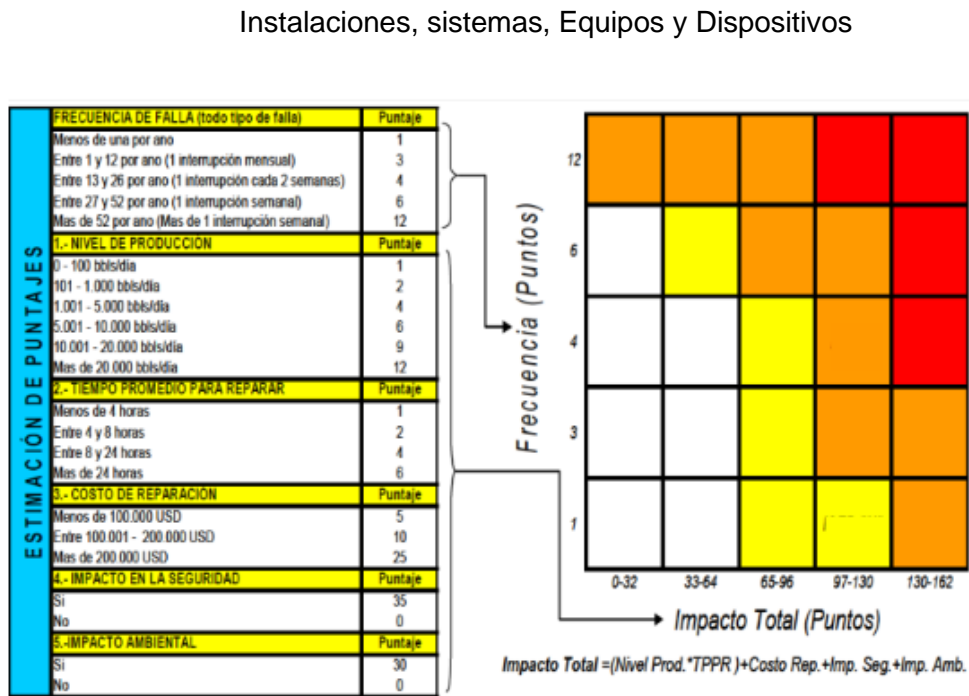 Instalaciones, sistemas, Equipos y Dispositivos
ESTIMACIÓN DE PUNTAJES
FRECUENCIA DE FALLA (todo tipo de falla) Puntaje
Menos de una por ano 1
Entre 1 y 12 por ano (1 interrupción mensual) 3
Entre 13 y 26 por ano (1 interrupción cada 2 semanas) 4
Entre 27 y 52 por ano (1 interrupción semanal) 6
Mas de 52 por ano (Mas de 1 interrupción semanal) 12
1.- NIVEL DE PRODUCCIÓN Puntaje
0 - 100 bbls/dia 1
101 - 1.000 bbls/dia 2
1.001 - 5.000 bbls/dia 4
5.001 - 10.000 bbls/dia 6
10.001 - 20.000 bbls/dia 9
Mas de 20.000 bbls/dia 12
2.- TIEMPO PROMEDIO PARA REPARAR Puntaje
Menos de 4 horas 1
Entre 4 y 8 horas 2
Entre 8 y 24 horas 4
Mas de 24 horas 6
3.- COSTO DE REPARACIÓN Puntaje
Menos de 100.000 USD 5
Entre 100.001 - 200.000 USD 10
Mas de 200.000 USD 25
4.- IMPACTO EN LA SEGURIDAD Puntaje
Si 35
No 0
5.-IMPACTO AMBIENTAL Puntaje
Si 30
No 0
Frecuencia (Puntos)
12
6
4
3
1
0-32 33-64 65-96 97-130 130-162
Impacto Total (Puntos)
Impacto Total =(Nivel Prod.*TPPR )+Costo Rep.+Imp. Seg.+Imp. Amb.